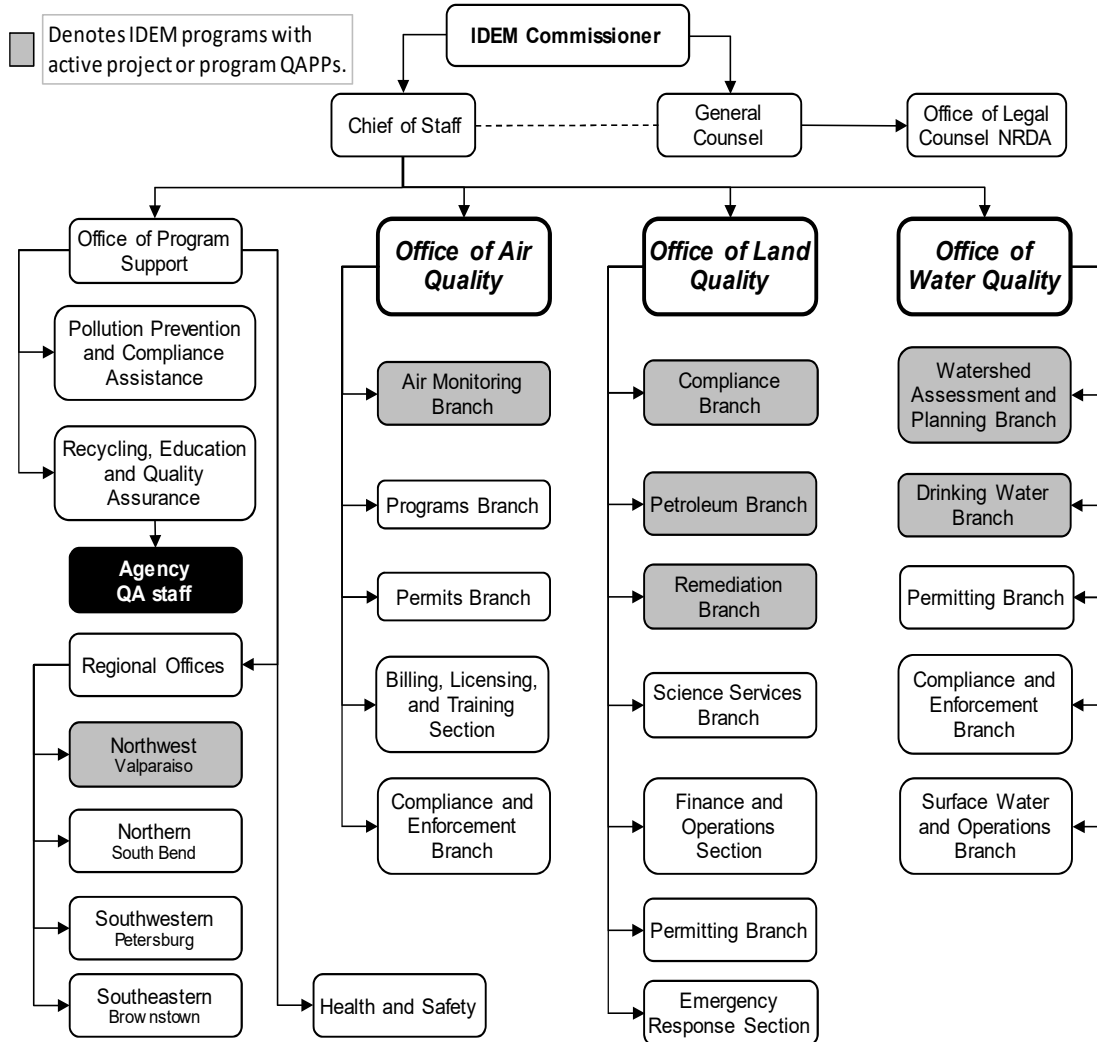 Denotes IDEM programs with
active project or program QAPPs.
IDEM Commissioner
Chief of Staff
General
Counsel
Office of Legal
Counsel NRDA
Office of Program
Support
Pollution Prevention
and Compliance
Assistance
Recycling, Education
and Quality
Assurance
Agency
QA staff
Regional Offices
Northwest
Valparaiso
Northern
South Bend
Southwestern
Petersburg
Southeastern
Brownstown
Health and Safety
Office of Air
Quality
Air Monitoring
Branch
Programs Branch
Permits Branch
Billing, Licensing,
and Training
Section
Compliance and
Enforcement
Branch
Office of Land
Quality
Compliance
Branch
Petroleum Branch
Remediation
Branch
Science Services
Branch
Finance and
Operations
Section
Permitting Branch
Emergency
Response Section
Office of
Water Quality
Watershed
Assessment and
Planning Branch
Drinking Water
Branch
Permitting Branch
Compliance and
Enforcement
Branch
Surface Water
and Operations
Branch